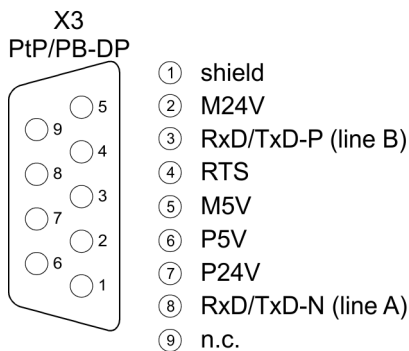 X3
PtP/PB-DP
5
9
4
8
3
7
2
6
1
1 shield
2 M24V
3 RxD/TxD-P (line B)
4 RTS
5 M5V
6 P5V
7 P24V
8 RxD/TxD-N (line A)
9 n.c.